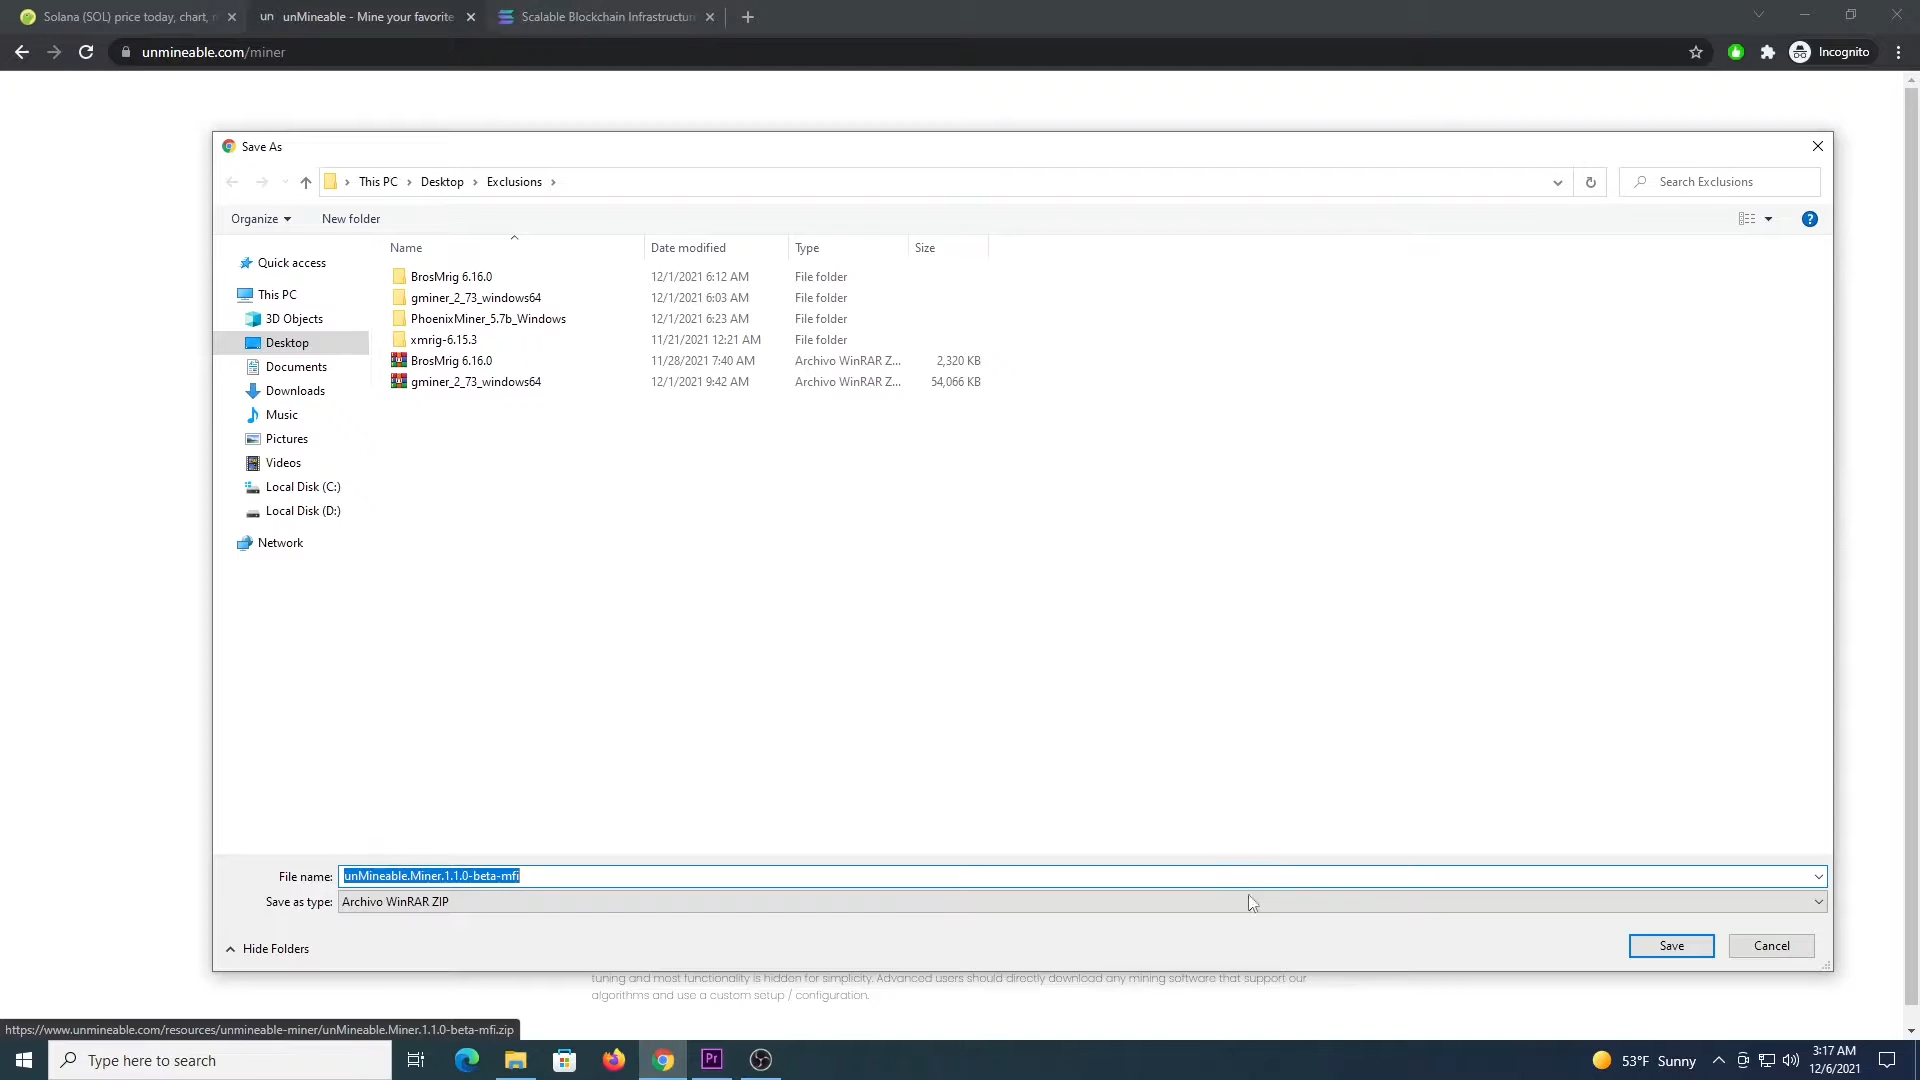 Solana (SOL) price today, chart,
un unMineable - Mine your favorite
Scalable Blockchain Infrastructur
unmineable.com/miner
Incognito
Save As
This PC > Desktop > Exclusions >
Search Exclusions
Organize
New folder
Name
Date modified
Type
Size
Quick access
This PC
3D Objects
Desktop
Documents
Downloads
Music
Pictures
Videos
Local Disk (C:)
Local Disk (D:)
Network
BrosMrig 6.16.0 12/1/2021 6:12 AM File folder
gminer_2_73_windows64 12/1/2021 6:03 AM File folder
PhoenixMiner_5.7b_Windows 12/1/2021 6:23 AM File folder
xmrig-6.15.3 11/21/2021 12:21 AM File folder
BrosMrig 6.16.0 11/28/2021 7:40 AM Archivo WinRAR Z... 2,320 KB
gminer_2_73_windows64 12/1/2021 9:42 AM Archivo WinRAR Z... 54,066 KB
File name: unMineable.Miner.1.1.0-beta-mfi
Save as type: Archivo WinRAR ZIP
Hide Folders
Save
Cancel
tuning and most functionality is hidden for simplicity. Advanced users should directly download any mining software that support our
algorithms and use a custom setup / configuration.
https://www.unmineable.com/resources/unmineable-miner/unMineable.Miner.1.1.0-beta-mfi.zip
Type here to search
Pr
53°F Sunny
3:17 AM
12/6/2021